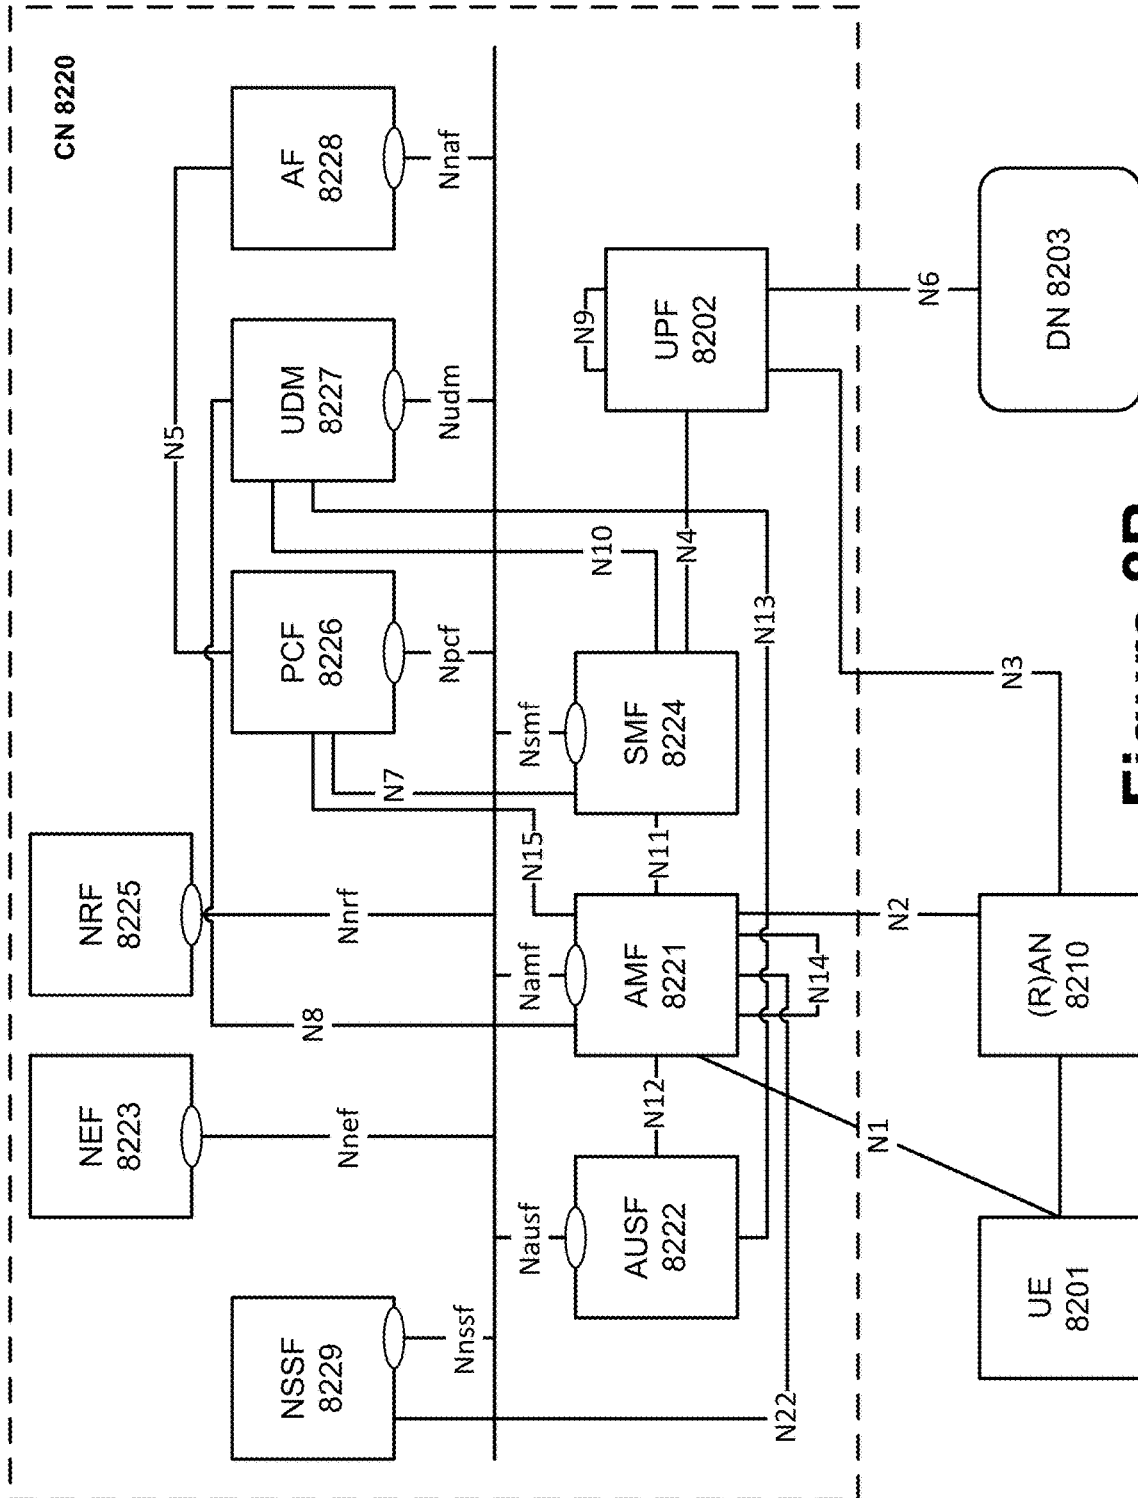 CN 8220
NEF
8223
NRF
8225
N5
NSSF
8229
PCF
8226
UDM
8227
AF
8228
N8
N7
Nnssf
Nnef
Nnrf
Npcf
Nudm
Nnaf
Nausf
Namf
N15
Nsmf
N10
N9
AUSF
8222
N12
AMF
8221
N11
SMF
8224
N4
UPF
8202
N22
N14
N13
N1
N2
N6
N3
UE
8201
(R)AN
8210
DN 8203